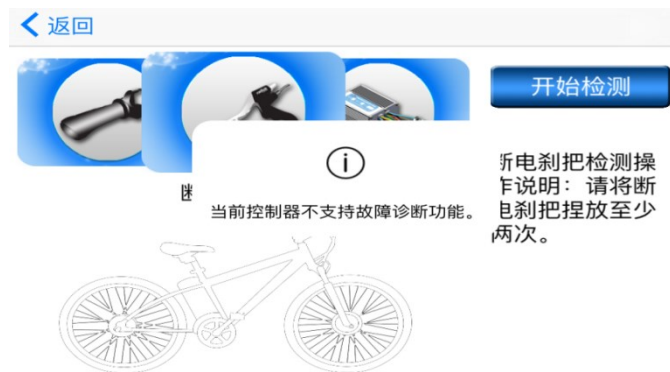 返回
开始检测
断电刹把检测操
作说明：请将断
电刹把捏放至少
两次。
当前控制器不支持故障诊断功能。